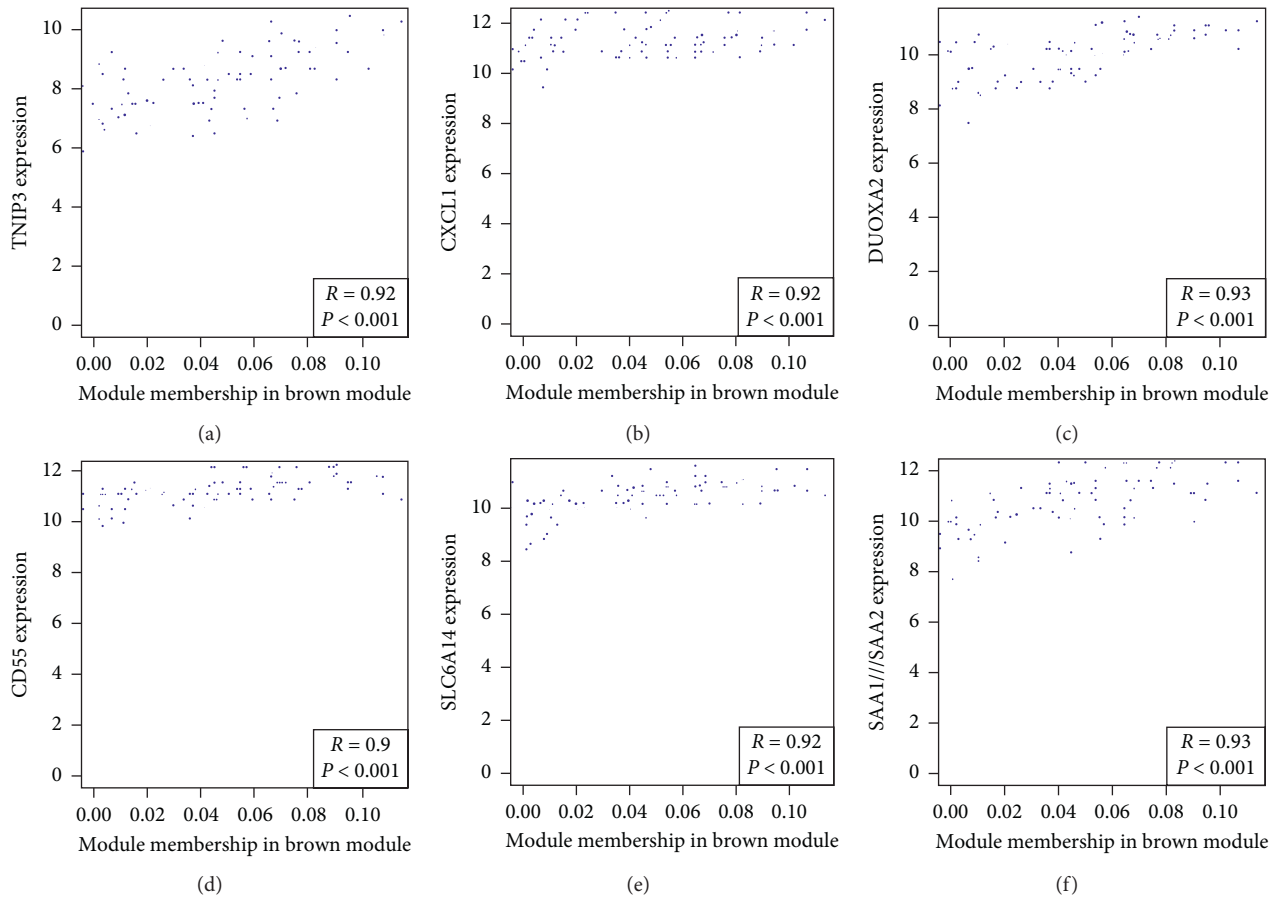 TNIP3 expression
10
8
6
4
2
0
R = 0.92
P < 0.001
0.00 0.02 0.04 0.06 0.08 0.10
Module membership in brown module
(a)
CXCL1 expression
12
10
8
6
4
2
0
R = 0.92
P < 0.001
0.00 0.02 0.04 0.06 0.08 0.10
Module membership in brown module
(b)
DUOXA2 expression
10
8
6
4
2
0
R = 0.93
P < 0.001
0.00 0.02 0.04 0.06 0.08 0.10
Module membership in brown module
(c)
CD55 expression
12
10
8
6
4
2
0
R = 0.9
P < 0.001
0.00 0.02 0.04 0.06 0.08 0.10
Module membership in brown module
(d)
SLC6A14 expression
10
8
6
4
2
0
R = 0.92
P < 0.001
0.00 0.02 0.04 0.06 0.08 0.10
Module membership in brown module
(e)
SAA1///SAA2 expression
12
10
8
6
4
2
0
R = 0.93
P < 0.001
0.00 0.02 0.04 0.06 0.08 0.10
Module membership in brown module
(f)